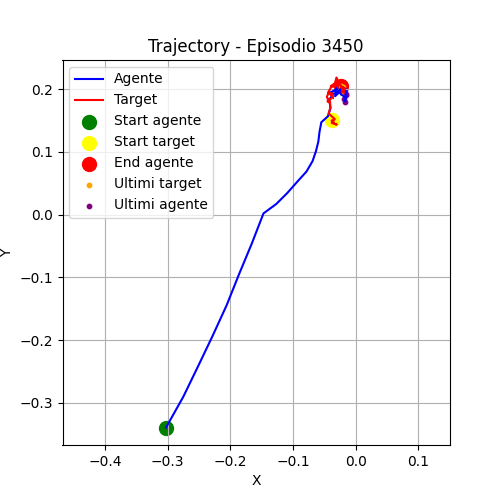 Trajectory - Episodio 3450
Agente
Target
Start agente
Start target
End agente
Ultimi target
Ultimi agente
0.2
0.1
0.0
−0.1
−0.2
−0.3
Y
−0.4
−0.3
−0.2
−0.1
0.0
0.1
X